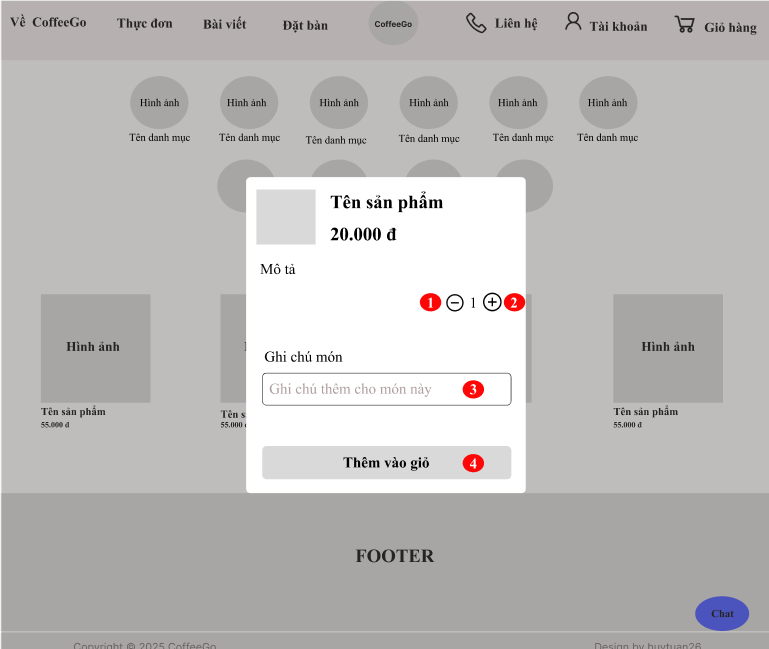 Về CoffeeGo
Thực đơn
Bài viết
Đặt bàn
CoffeeGo
Liên hệ
Tài khoản
Giỏ hàng
Hình ảnh
Hình ảnh
Hình ảnh
Hình ảnh
Hình ảnh
Hình ảnh
Tên danh mục
Tên danh mục
Tên danh mục
Tên danh mục
Tên danh mục
Tên danh mục
Tên sản phẩm
20.000 đ
Mô tả
1
1
2
Ghi chú món
Ghi chú thêm cho món này
3
Thêm vào giỏ
4
Hình ảnh
Tên sản phẩm
55.000 đ
Tên s
55.000
Hình ảnh
Tên sản phẩm
55.000 đ
FOOTER
Chat
Copyright © 2025 CoffeeGo
Design by huytuan26